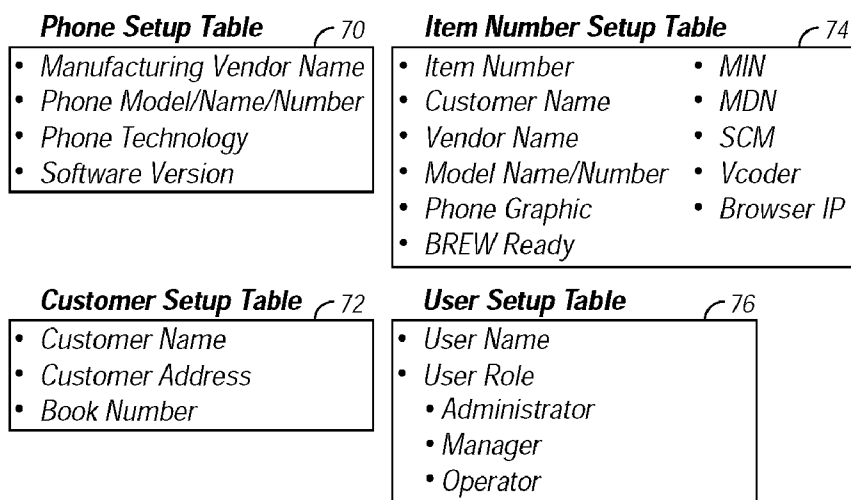 Phone Setup Table 70
• Manufacturing Vendor Name
• Phone Model/Name/Number
• Phone Technology
• Software Version
Item Number Setup Table 74
• Item Number
• Customer Name
• Vendor Name
• Model Name/Number
• Phone Graphic
• BREW Ready
• MIN
• MDN
• SCM
• Vcoder
• Browser IP
Customer Setup Table 72
• Customer Name
• Customer Address
• Book Number
User Setup Table 76
• User Name
• User Role
• Administrator
• Manager
• Operator